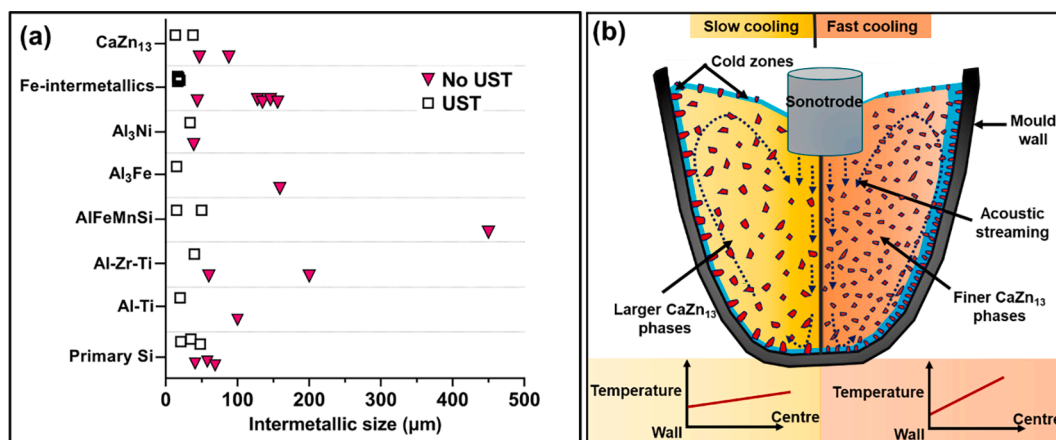 (a)
CaZn₁₃
Fe-intermetallics
Al₃Ni
Al₃Fe
AlFeMnSi
Al-Zr-Ti
Al-Ti
Primary Si
No UST
UST
0 100 200 300 400 500
Intermetallic size (μm)
(b)
Slow cooling Fast cooling
Cold zones
Sonotrode
Mould
wall
Acoustic
streaming
Larger CaZn₁₃
phases
Finer CaZn₁₃
phases
Temperature
Wall
Centre
Temperature
Wall
Centre